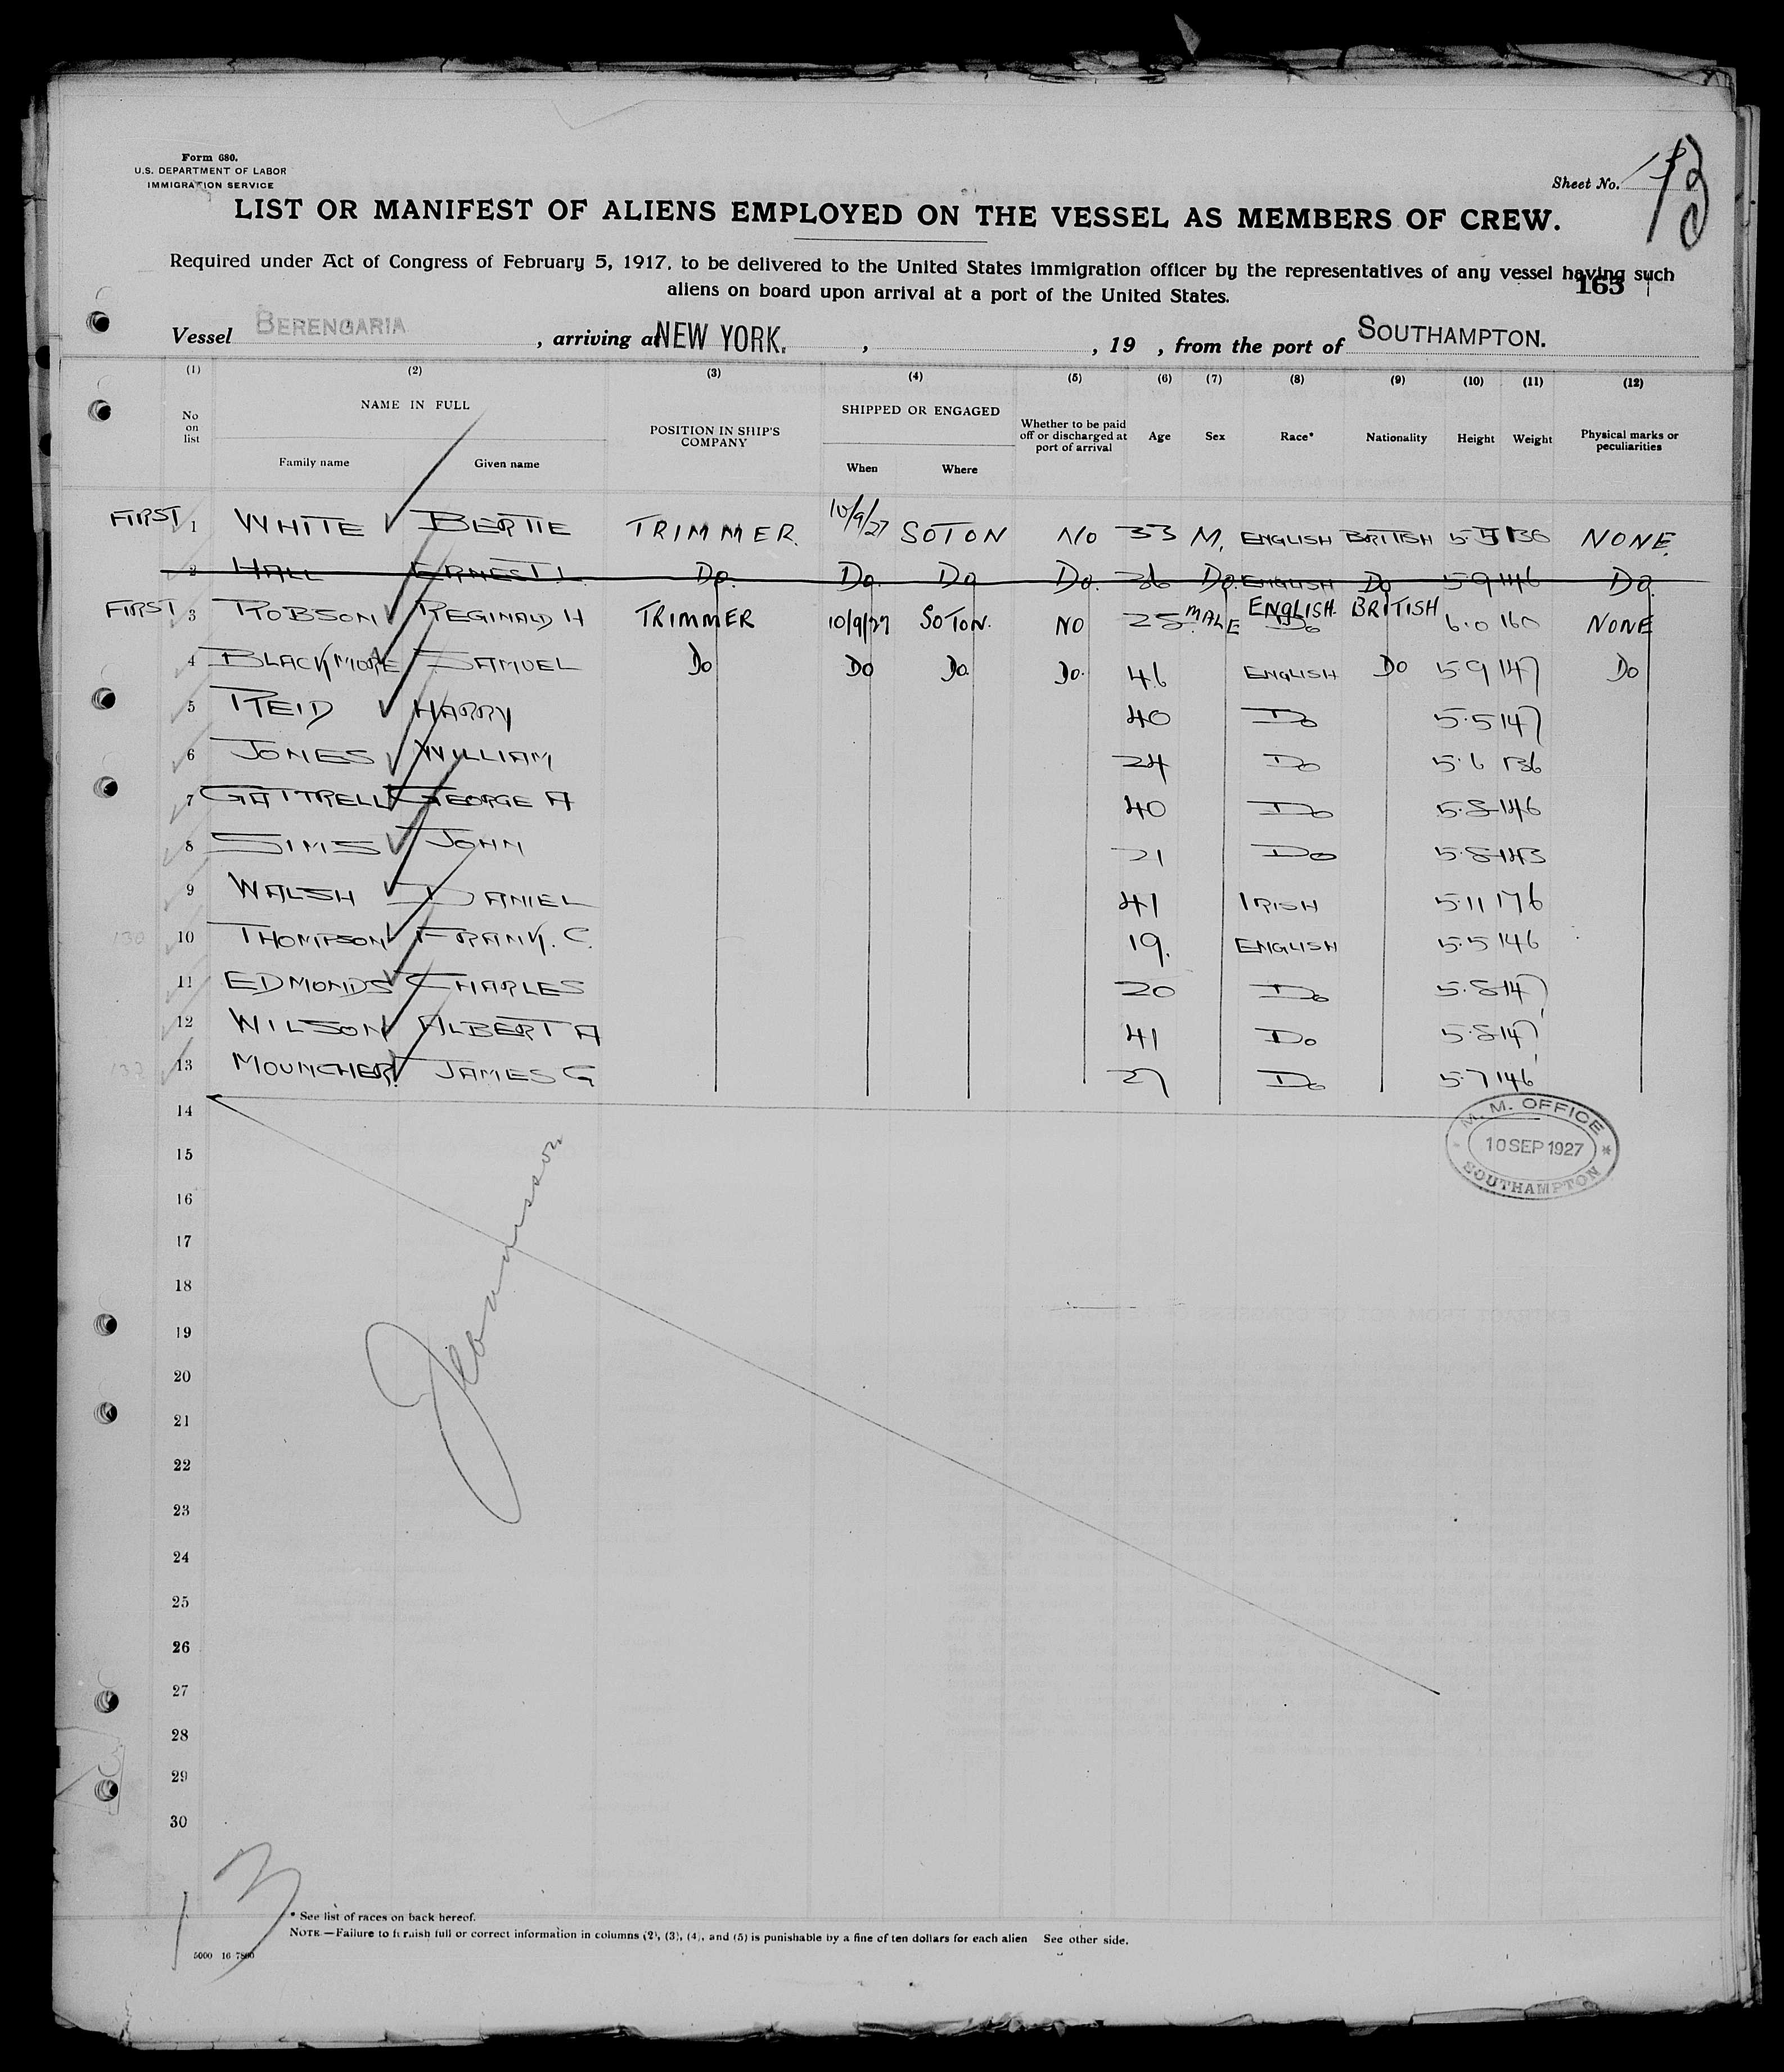 Form 680.
U.S. DEPARTMENT OF LABOR
IMMIGRATION SERVICE
Sheet No. 13
LIST OR MANIFEST OF ALIENS EMPLOYED ON THE VESSEL AS MEMBERS OF CREW.
Required under Act of Congress of February 5, 1917, to be delivered to the United States immigration officer by the representatives of any vessel having such
aliens on board upon arrival at a port of the United States.
163
Vessel BERENGARIA, arriving at NEW YORK. , , 19 , from the port of SOUTHAMPTON.
(1) (2) (3) (4) (5) (6) (7) (8) (9) (10) (11) (12)
No on list NAME IN FULL Family name Given name POSITION IN SHIP'S COMPANY SHIPPED OR ENGAGED When Where Whether to be paid off or discharged at port of arrival Age Sex Race* Nationality Height Weight Physical marks or peculiarities
FIRST 1 WHITE BERTIE TRIMMER. 10/9/27 SOTON NO 33 M. ENGLISH BRITISH NONE.
2 HALL ERNEST L Do. Do. Do Do. 36 Do. ENGLISH Do 5.9 146 Do.
FIRST 3 ROBSON REGINALD H TRIMMER 10/9/27 SOTON. NO 25 MALE ENGLISH. Do BRITISH 6.0 160 NONE
4 BLACKMORE SAMUEL Do Do Do. Do. 46 ENGLISH Do 5.9 147 Do
5 REID HARRY 40 Do 5.5 147
6 JONES WILLIAM 24 Do 5.6 136
7 GATTRELL GEORGE A 40 Do 5.8 146
8 SIMS JOHN 21 Do 5.8 143
9 WALSH DANIEL 41 IRISH 5.11 176
130 10 THOMPSON FRANK. C. 19. ENGLISH 5.5 146
11 EDMONDS CHARLES 20 Do 5.8 147
12 WILSON ALBERT A 41 Do 5.8 147
137 13 MOUNCHER. JAMES G 27 Do 5.7 146
14
M. M. OFFICE
10 SEP 1927
SOUTHAMPTON
15
16
17
18
19
20
21
22
23
24
25
26
27
28
29
30
13
* See list of races on back hereof.
NOTE.—Failure to furnish full or correct information in columns (2), (3), (4), and (5) is punishable by a fine of ten dollars for each alien See other side.
5000 16 7800